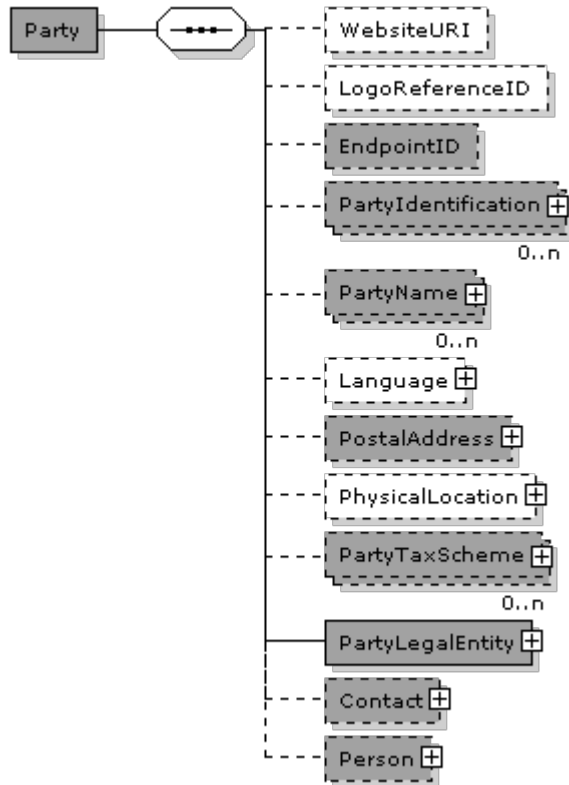 Party
WebsiteURI
LogoReferenceID
EndpointID
PartyIdentification
0..n
PartyName
0..n
Language
PostalAddress
PhysicalLocation
PartyTaxScheme
0..n
PartyLegalEntity
Contact
Person